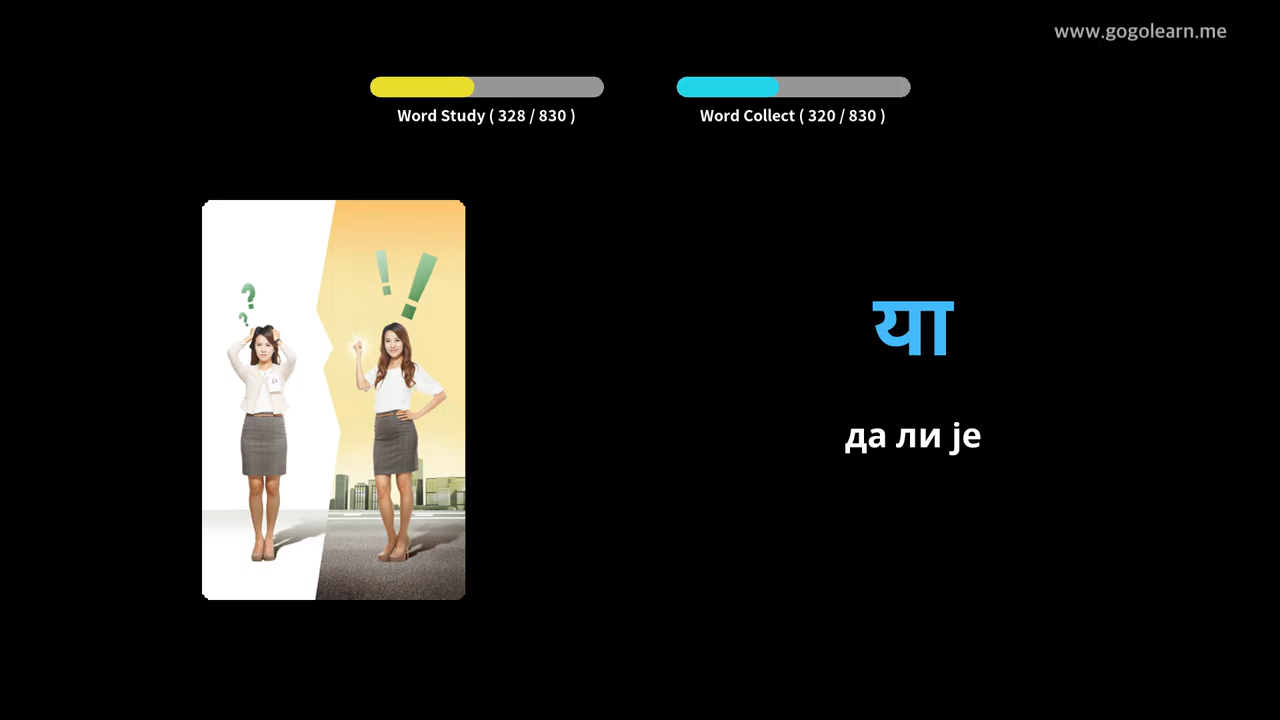 www.gogolearn.me
Word Study ( 328 / 830 )
Word Collect ( 320 / 830 )
? ! !
?
या
да ли је